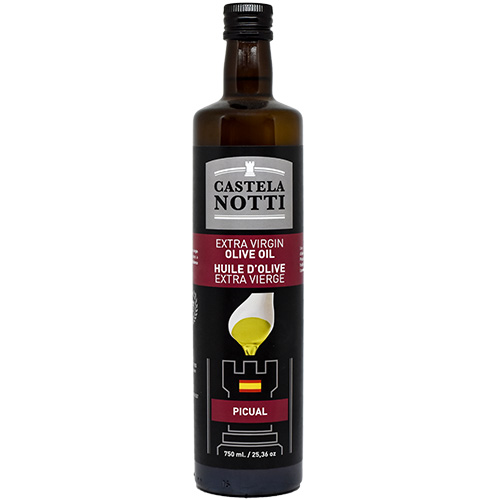 CASTELA
NOTTI
EXTRA VIRGIN
OLIVE OIL
HUILE D'OLIVE
EXTRA VIERGE
PICUAL
750 ml. / 25,36 oz